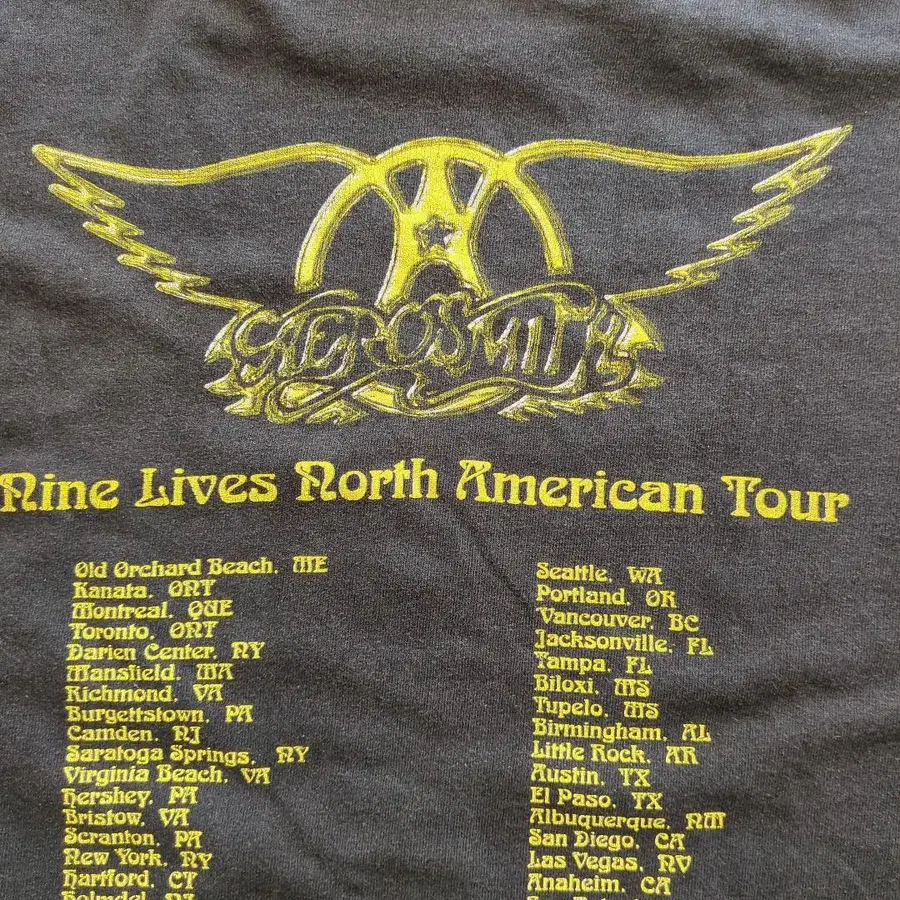 AEROSMITH
Nine Lives North American Tour
Old Orchard Beach, ME
Kanata, ONT
Montreal, QUE
Toronto, ONT
Darien Center, NY
Mansfield, MA
Richmond, VA
Burgettstown, PA
Camden, NJ
Saratoga Springs, NY
Virginia Beach, VA
Hershey, PA
Bristow, VA
Scranton, PA
New York, NY
Hartford, CT
Holmdel, NJ
Seattle, WA
Portland, OR
Vancouver, BC
Jacksonville, FL
Tampa, FL
Biloxi, MS
Tupelo, MS
Birmingham, AL
Little Rock, AR
Austin, TX
El Paso, TX
Albuquerque, NM
San Diego, CA
Las Vegas, NV
Anaheim, CA